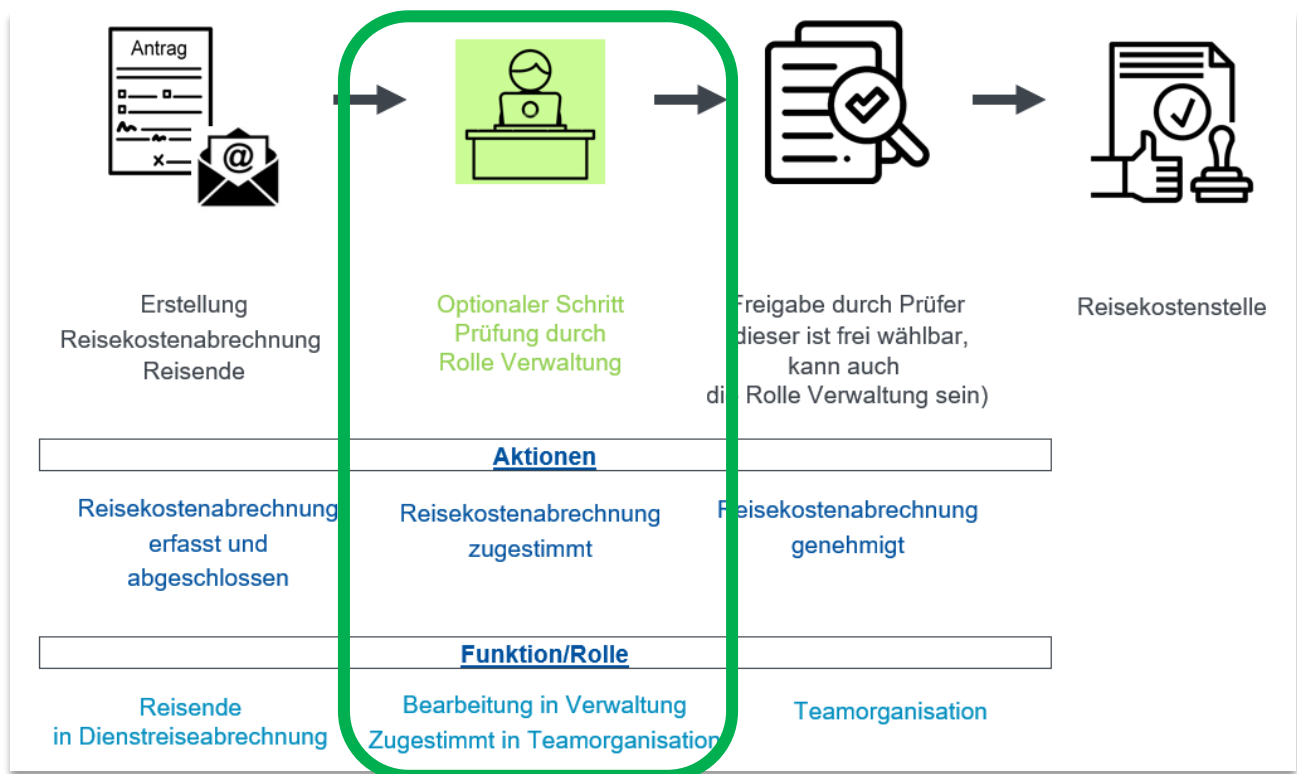 Antrag
@
Erstellung
Reisekostenabrechnung
Reisende
Optionaler Schritt
Prüfung durch
Rolle Verwaltung
Freigabe durch Prüfer
dieser ist frei wählbar,
kann auch
die Rolle Verwaltung sein)
Reisekostenstelle
Aktionen
Reisekostenabrechnung
erfasst und
abgeschlossen
Reisekostenabrechnung
zugestimmt
Reisekostenabrechnung
genehmigt
Funktion/Rolle
Reisende
in Dienstreiseabrechnung
Bearbeitung in Verwaltung
Zugestimmt in Teamorganisation
Teamorganisation